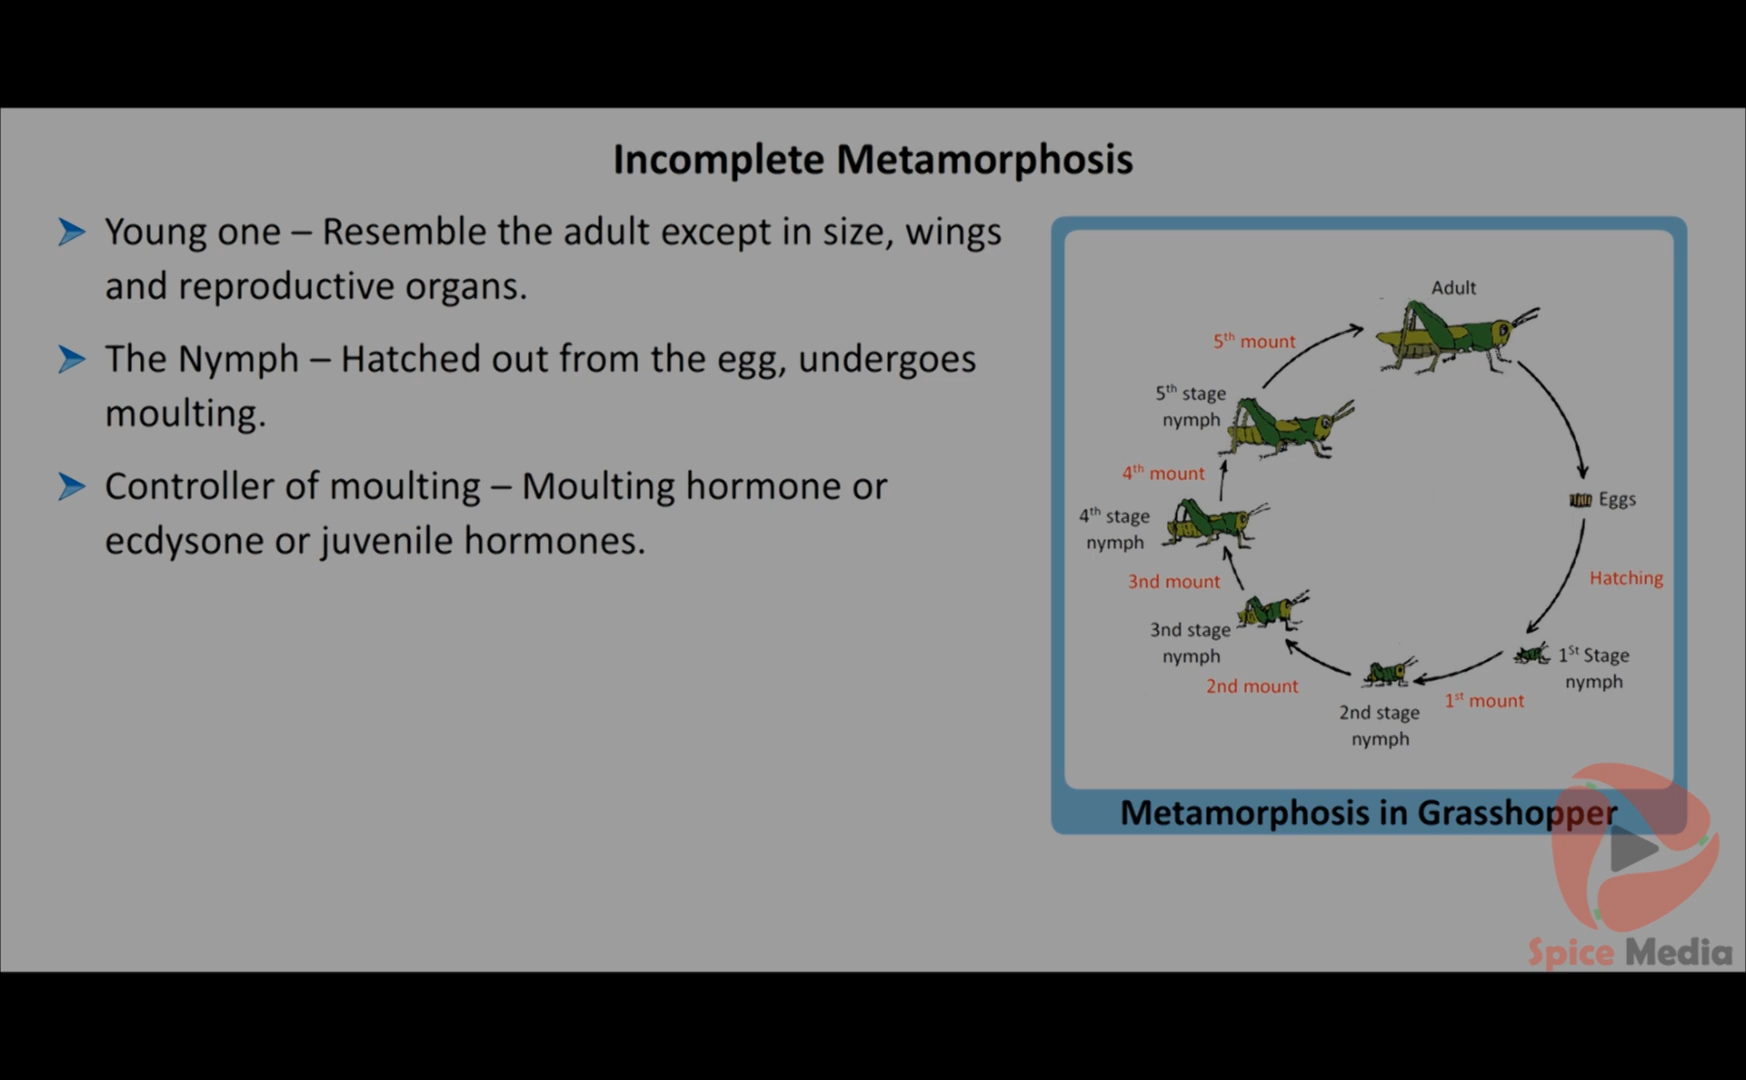 Incomplete Metamorphosis
Young one – Resemble the adult except in size, wings
and reproductive organs.
The Nymph – Hatched out from the egg, undergoes
moulting.
Controller of moulting – Moulting hormone or
ecdysone or juvenile hormones.
Adult
5th mount
5th stage
nymph
4th mount
4th stage
nymph
Eggs
3nd mount
Hatching
3nd stage
nymph
1St Stage
nymph
2nd mount
1st mount
2nd stage
nymph
Metamorphosis in Grasshopper
Spice Media